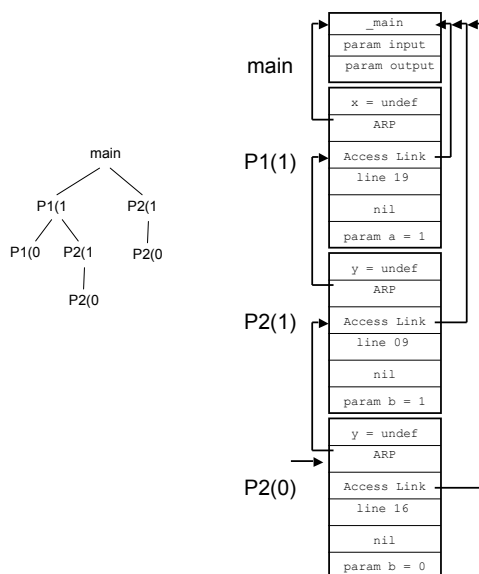 main
P1(1
P2(1
P1(0
P2(1
P2(0
P2(0
main
_main
param input
param output
P1(1)
x = undef
ARP
Access Link
line 19
nil
param a = 1
P2(1)
y = undef
ARP
Access Link
line 09
nil
param b = 1
P2(0)
y = undef
ARP
Access Link
line 16
nil
param b = 0